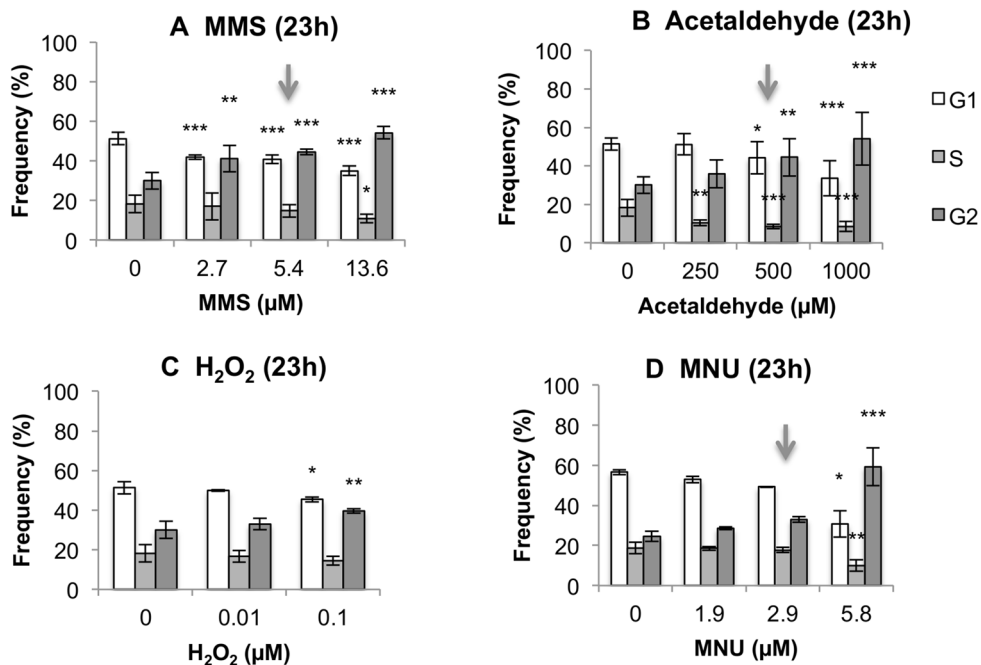 A MMS (23h)
Frequency (%)
100
80
60
40
20
0
***
**
***
***
***
*
***
0 2.7 5.4 13.6
MMS (µM)
B Acetaldehyde (23h)
Frequency (%)
100
80
60
40
20
0
**
*
***
**
***
***
***
0 250 500 1000
Acetaldehyde (µM)
G1
S
G2
C H₂O₂ (23h)
Frequency (%)
100
80
60
40
20
0
*
**
0 0.01 0.1
H₂O₂ (µM)
D MNU (23h)
Frequency (%)
100
80
60
40
20
0
*
**
***
0 1.9 2.9 5.8
MNU (µM)